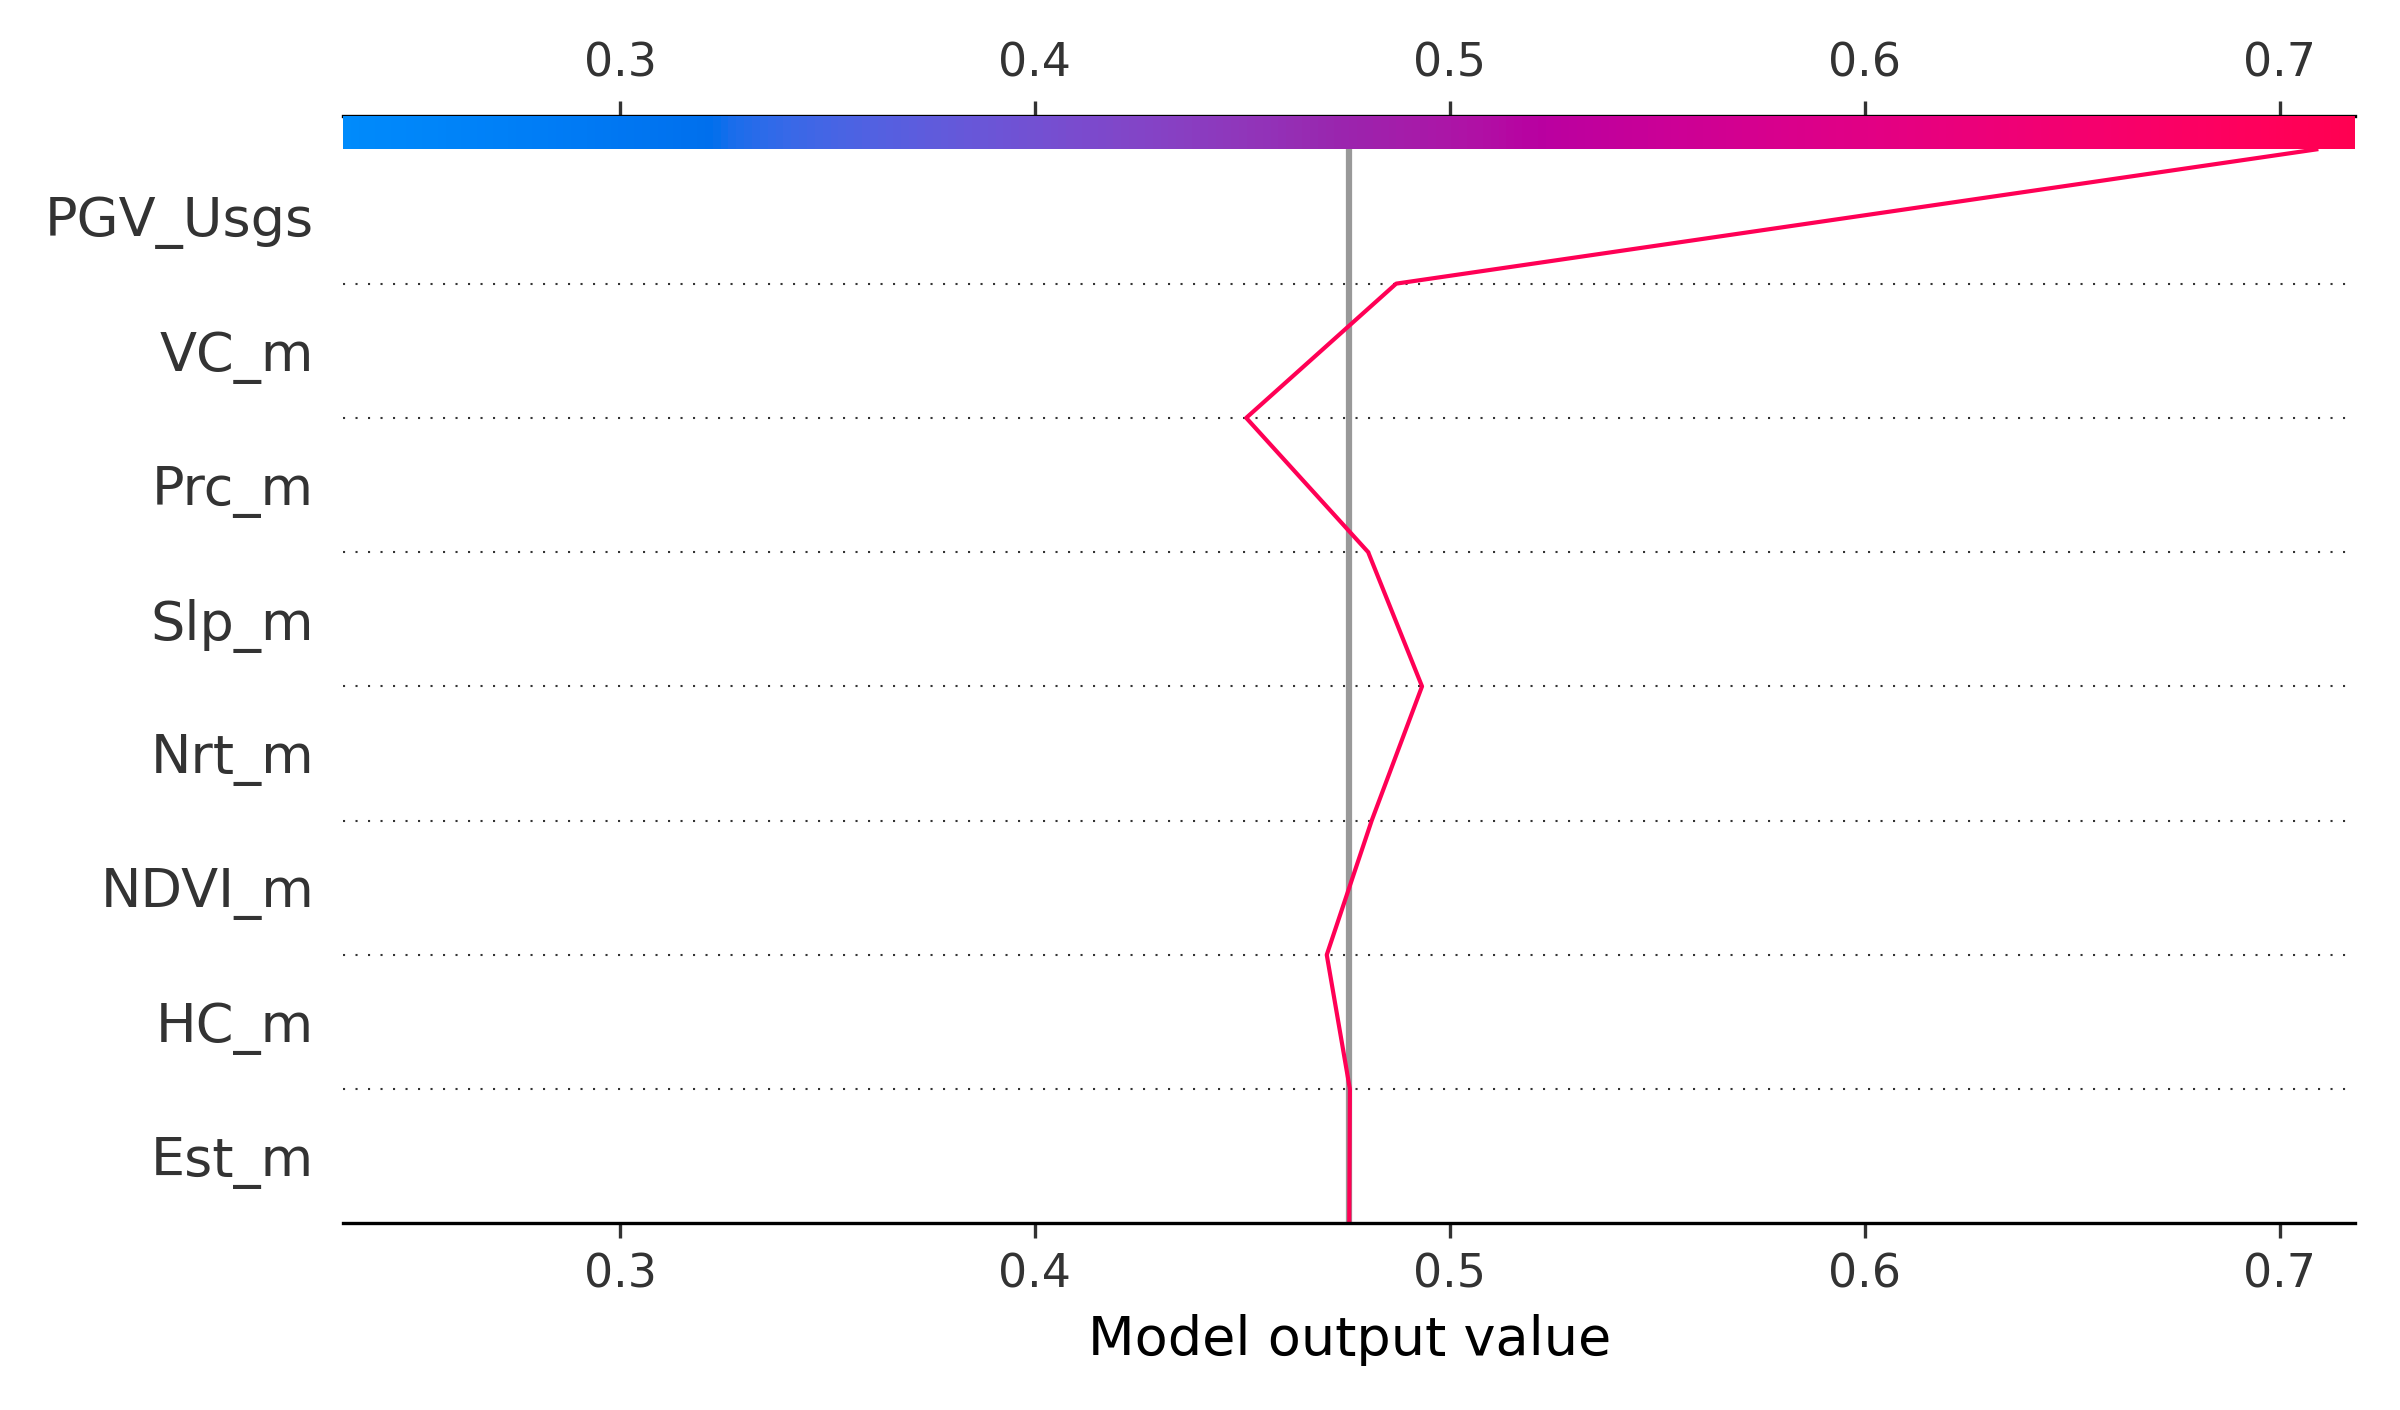 0.3 0.4 0.5 0.6 0.7
PGV_Usgs
VC_m
Prc_m
Slp_m
Nrt_m
NDVI_m
HC_m
Est_m
0.3 0.4 0.5 0.6 0.7
Model output value